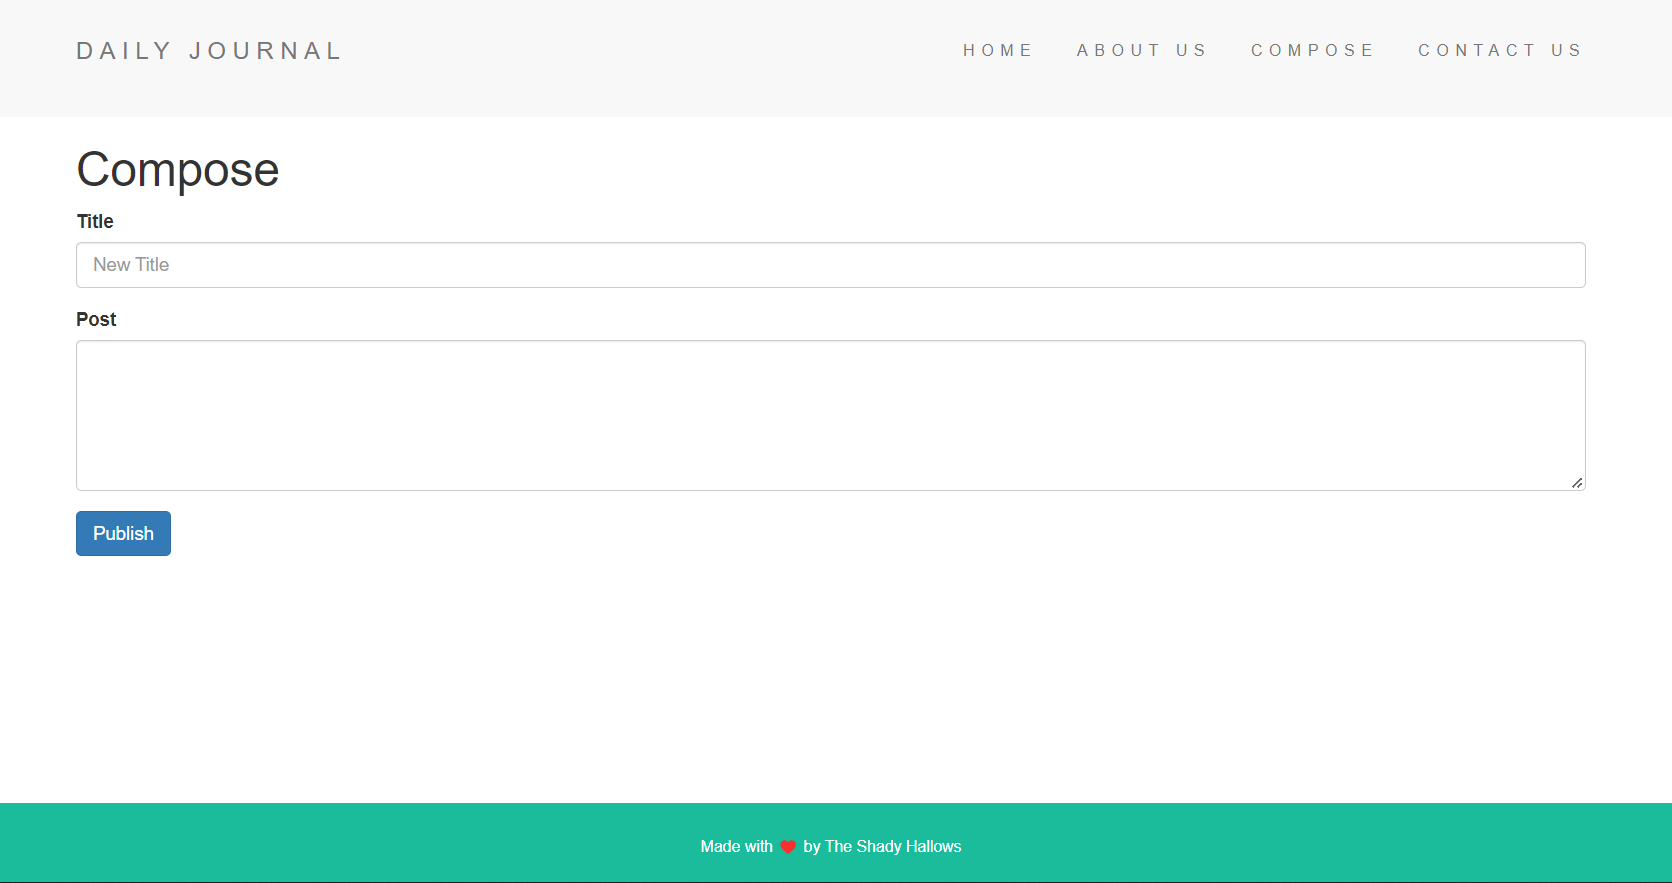 DAILY JOURNAL
HOME ABOUT US COMPOSE CONTACT US
Compose
Title
New Title
Post
Publish
Made with ❤ by The Shady Hallows